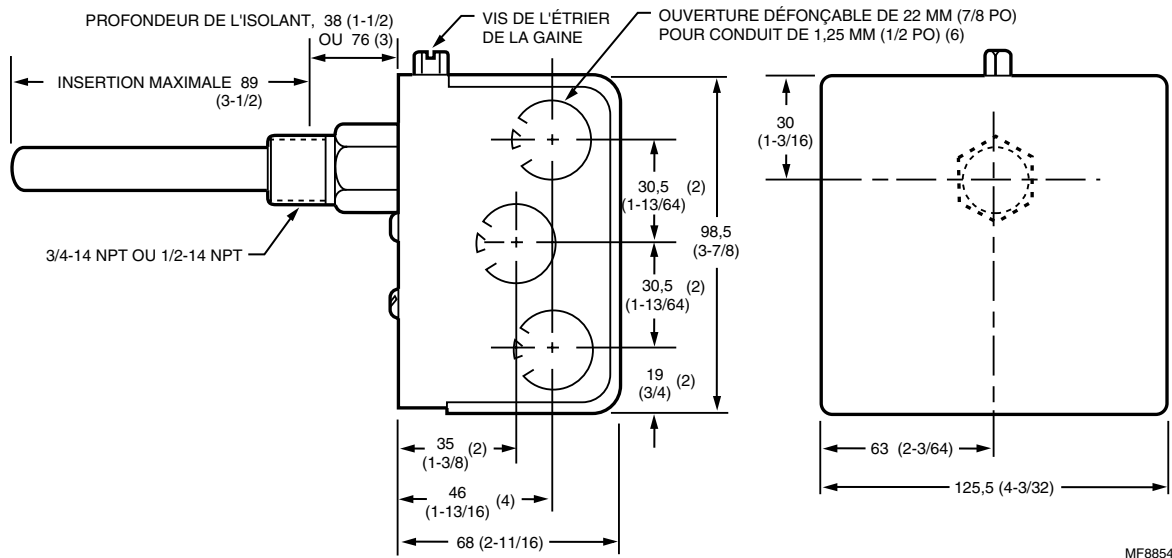 PROFONDEUR DE L'ISOLANT, 38 (1-1/2)
OU 76 (3)
VIS DE L'ÉTRIER
DE LA GAINE
OUVERTURE DÉFONÇABLE DE 22 MM (7/8 PO)
POUR CONDUIT DE 1,25 MM (1/2 PO) (6)
INSERTION MAXIMALE 89
(3-1/2)
3/4-14 NPT OU 1/2-14 NPT
30,5 (2)
(1-13/64)
98,5
(3-7/8)
30,5 (2)
(1-13/64)
19 (2)
(3/4)
35 (2)
(1-3/8)
46 (4)
(1-13/16)
68 (2-11/16)
30
(1-3/16)
63 (2-3/64)
125,5 (4-3/32)
MF8854